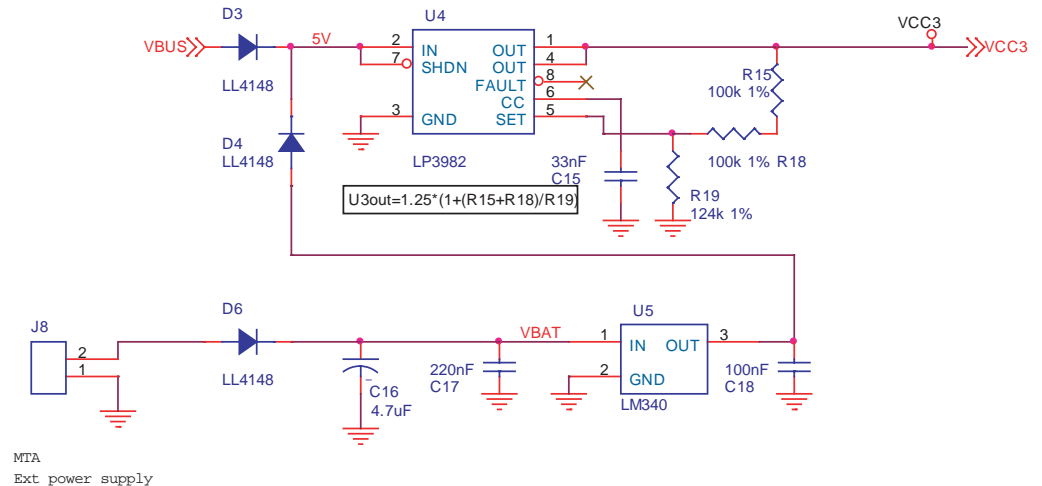 D3
U4
VCC3
VBUS
5V
2 IN OUT 1
7 SHDN OUT 4
FAULT 8
CC 6
3 GND SET 5
VCC3
LL4148
R15
100k 1%
D4
LL4148
LP3982
33nF
C15
100k 1% R18
U3out=1.25*(1+(R15+R18)/R19)
R19
124k 1%
D6
U5
J8
VBAT
1 IN OUT 3
2
1
2 GND
LL4148
C16
4.7uF
220nF
C17
100nF
C18
LM340
MTA
Ext power supply